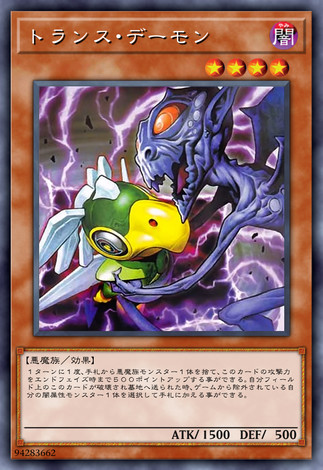 トランス・デーモン
やみ
闇
【悪魔族／効果】
１ターンに１度、手札から悪魔族モンスター１体を捨て、このカードの攻撃力
をエンドフェイズ時まで５００ポイントアップする事ができる。自分フィールド
上のこのカードが破壊され墓地へ送られた時、ゲームから除外されている自
分の闇属性モンスター１体を選択して手札に加える事ができる。
ATK/ 1500 DEF/ 500
94283662